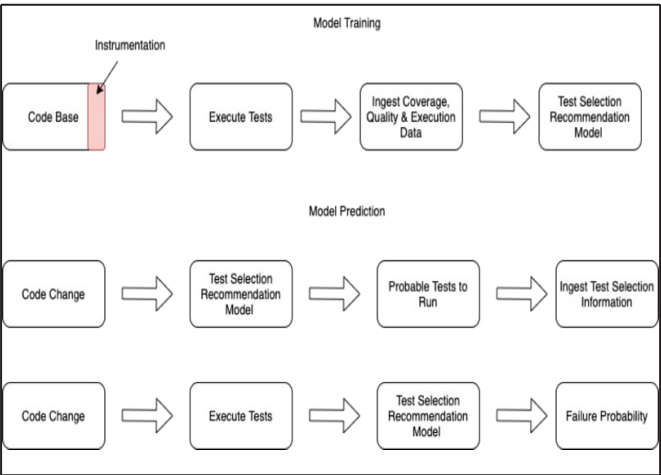 Model Training
Instrumentation
Code Base
Execute Tests
Ingest Coverage,
Quality & Execution
Data
Test Selection
Recommendation
Model
Model Prediction
Code Change
Test Selection
Recommendation
Model
Probable Tests to
Run
Ingest Test Selection
Information
Code Change
Execute Tests
Test Selection
Recommendation
Model
Failure Probability